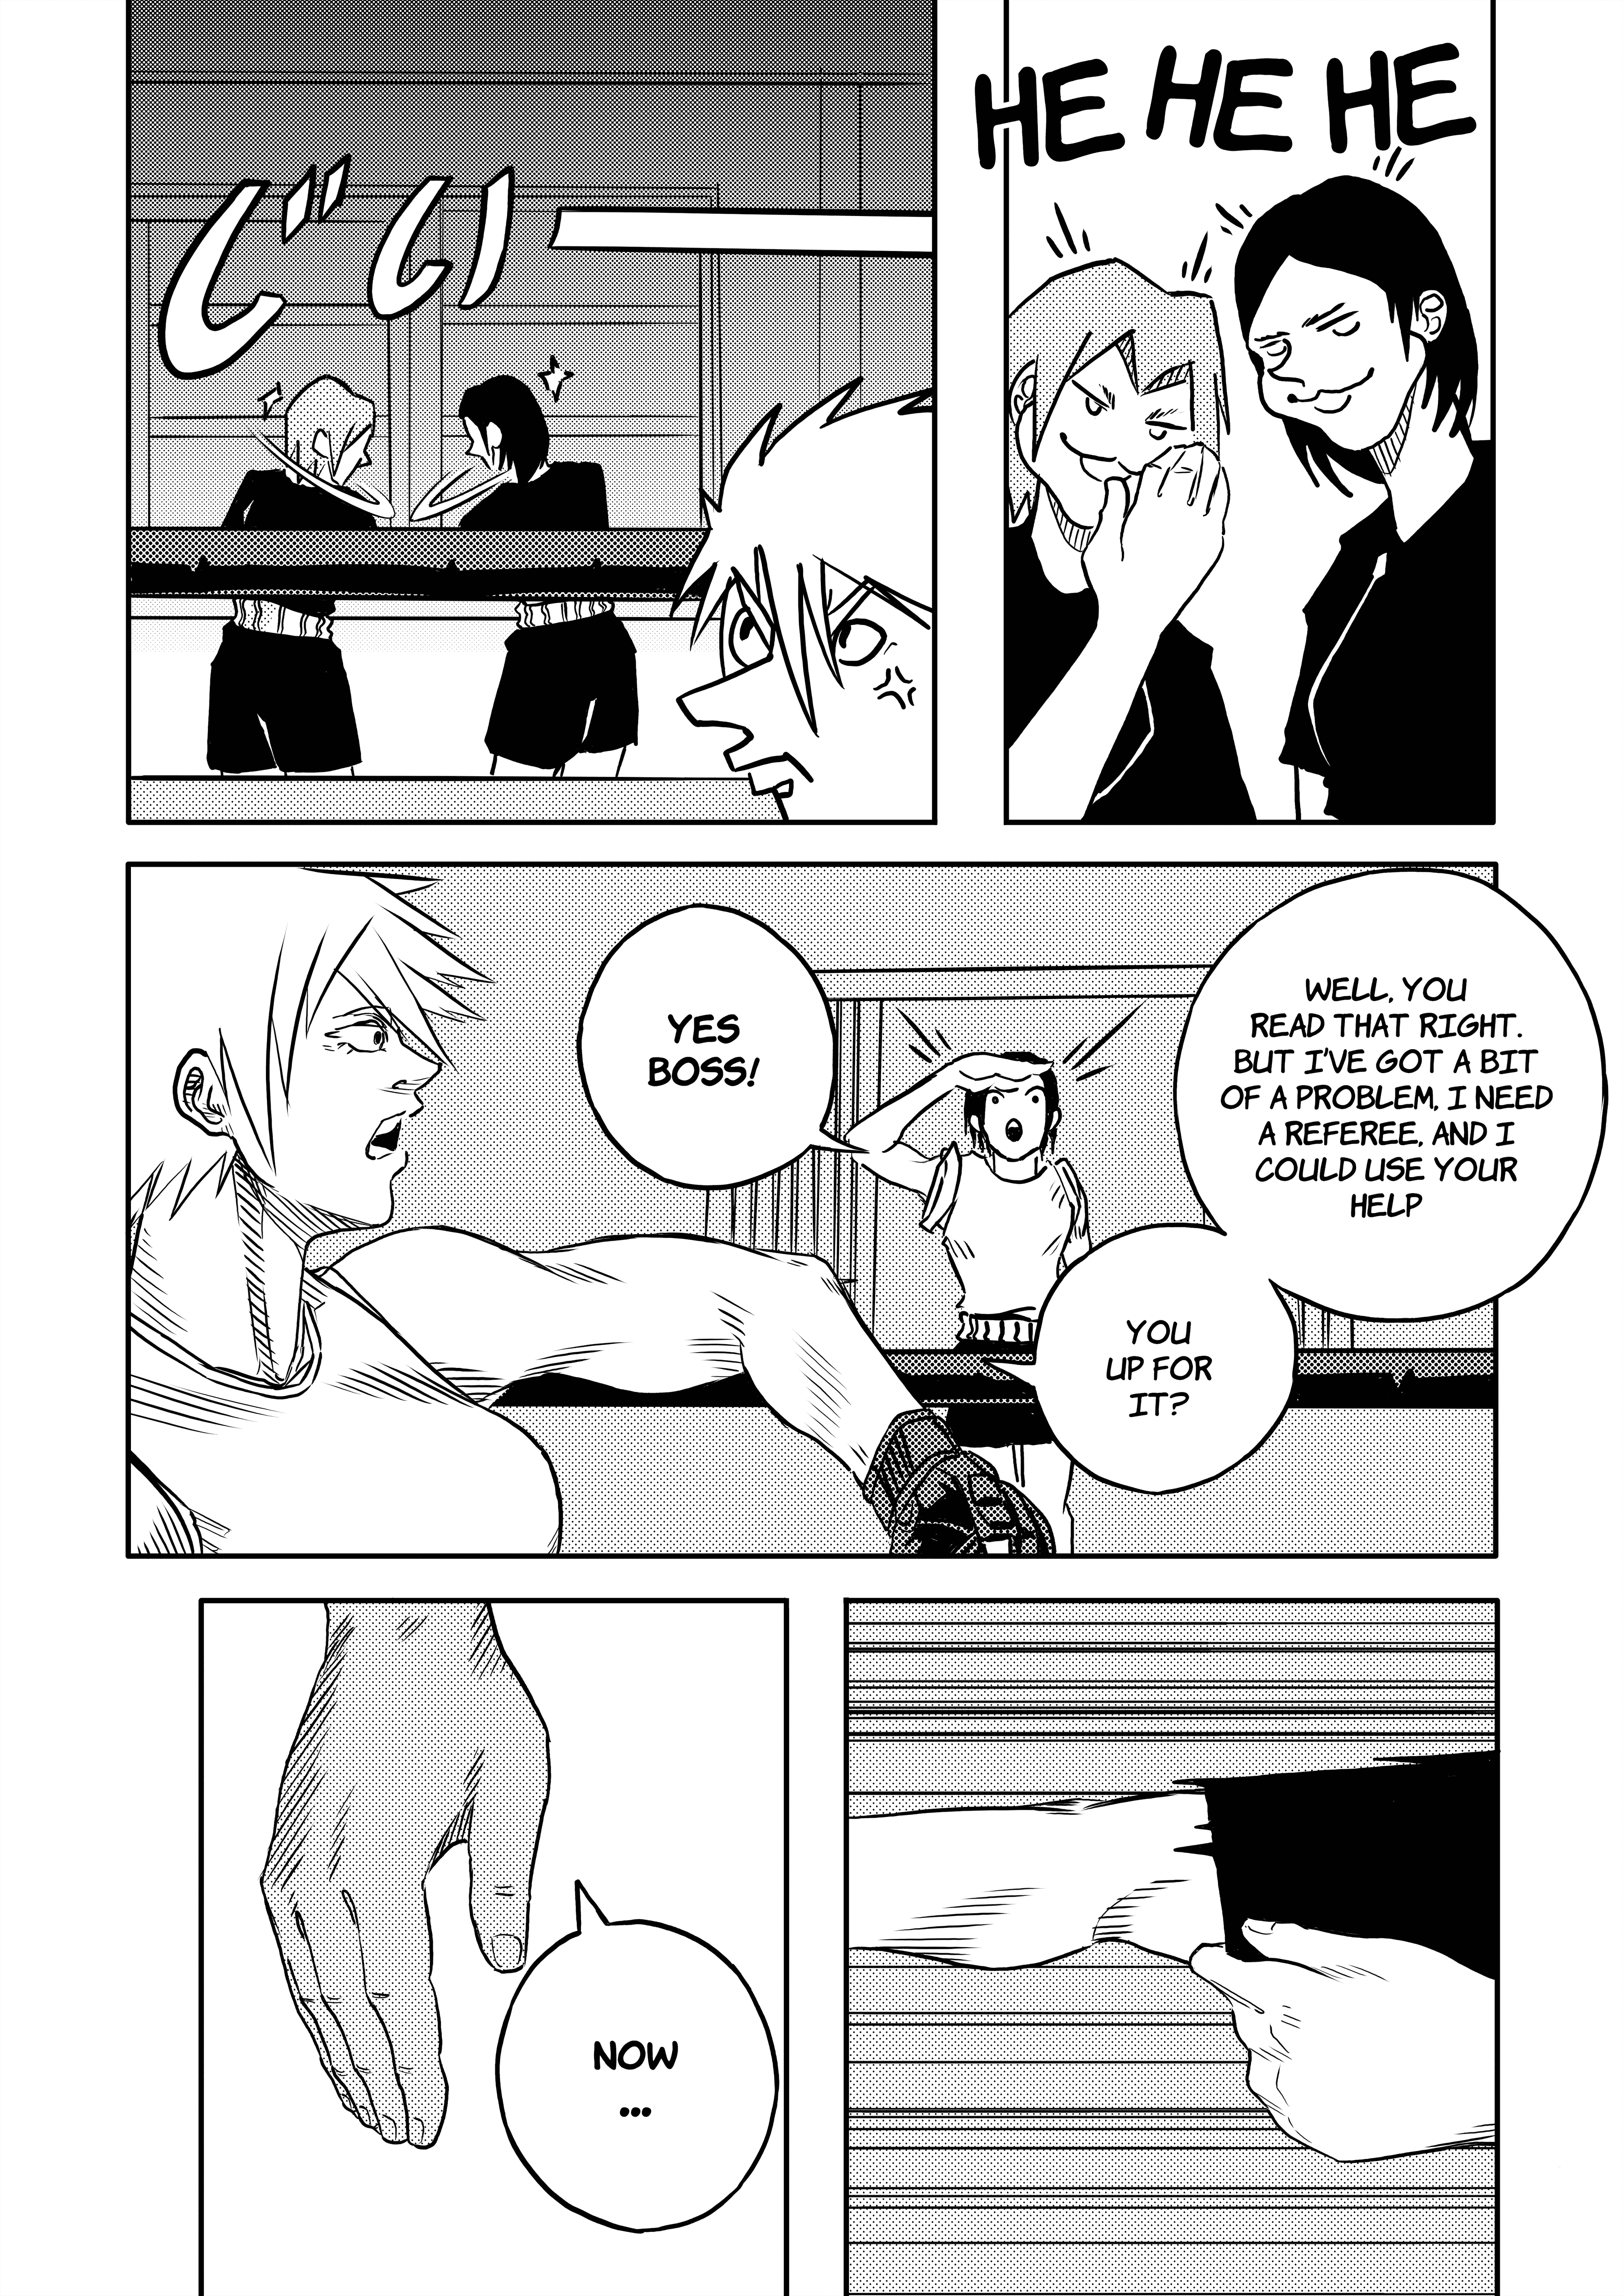 HE HE HE
じいー
WELL, YOU
READ THAT RIGHT.
BUT I'VE GOT A BIT
OF A PROBLEM, I NEED
A REFEREE, AND I
COULD USE YOUR
HELP
YOU
UP FOR
IT?
YES
BOSS!
NOW
...